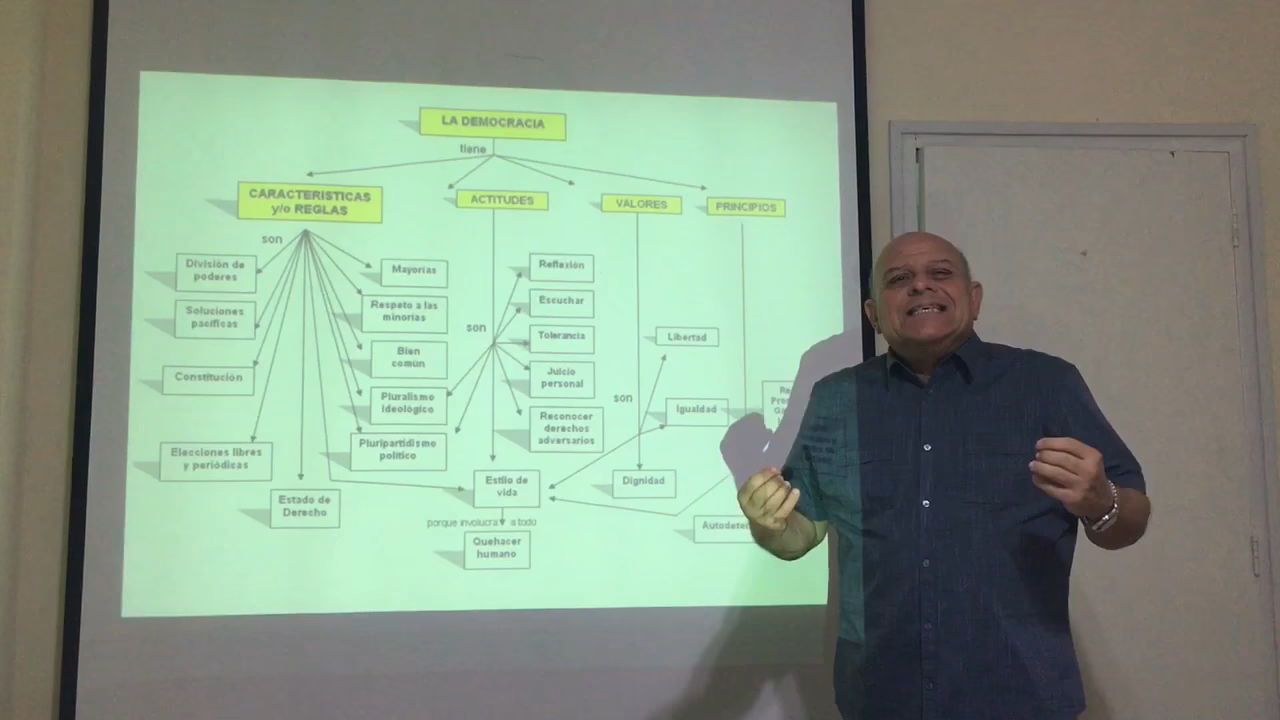 LA DEMOCRACIA
tiene
CARACTERISTICAS
y/o REGLAS
ACTITUDES
VALORES
PRINCIPIOS
son
División de
poderes
Soluciones
pacíficas
Constitución
Elecciones libres
y periódicas
Estado de
Derecho
Mayorías
Respeto a las
minorías
Bien
común
Pluralismo
ideológico
Pluripartidismo
político
son
Reflexión
Escuchar
Tolerancia
Juicio
personal
Reconocer
derechos
adversarios
Estilo de
vida
porque involucra a todo
Quehacer
humano
son
Libertad
Igualdad
Dignidad